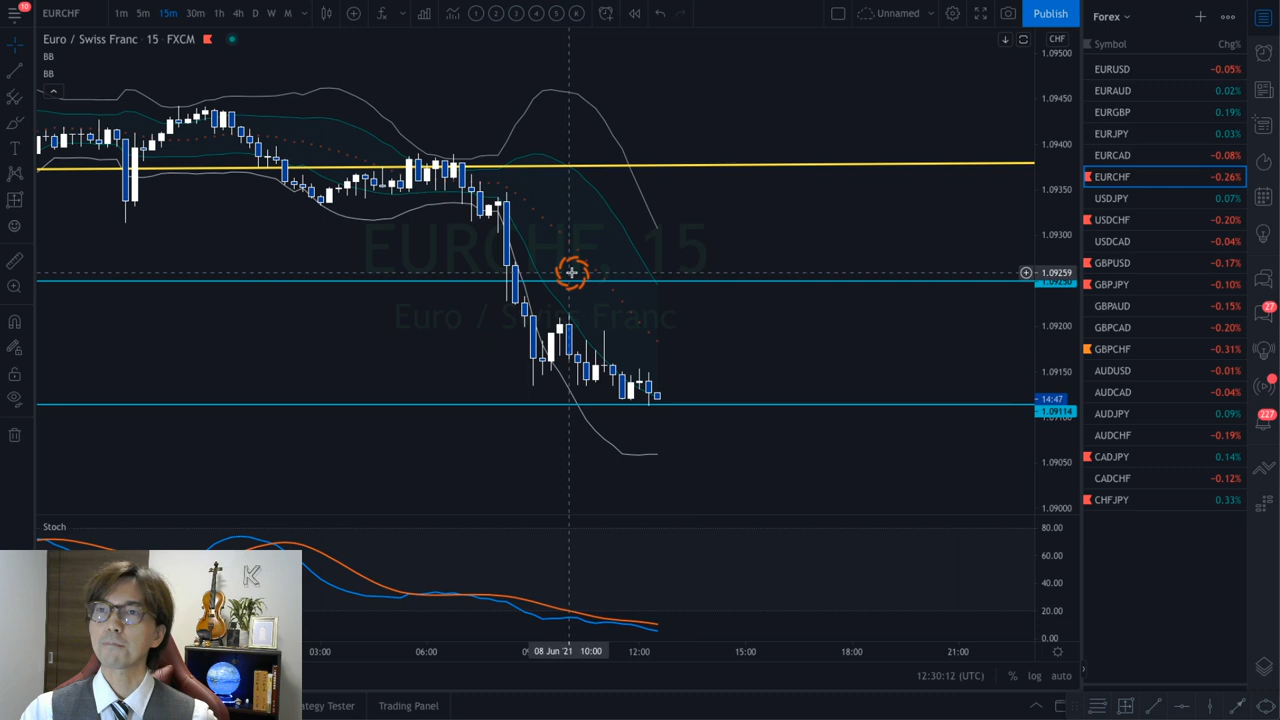 10
EURCHF
1m 5m 15m 30m 1h 4h D W M
1 2 3 4 5 K
Unnamed
Publish
Euro / Swiss Franc · 15 · FXCM
CHF
BB
BB
EURCHF, 15
Euro / Swiss Franc
1.09500
1.09450
1.09400
1.09350
1.09300
1.09259
1.09250
1.09200
1.09150
14:47
1.09114
1.09050
1.09000
Stoch
80.00
60.00
40.00
20.00
0.00
K
03:00
06:00
08 Jun '21 10:00
12:00
15:00
18:00
21:00
12:30:12 (UTC)
% log auto
ategy Tester
Trading Panel
Forex
Symbol Chg%
EURUSD −0.05%
EURAUD 0.02%
EURGBP 0.19%
EURJPY 0.03%
EURCAD −0.08%
EURCHF −0.26%
USDJPY 0.07%
USDCHF −0.20%
USDCAD −0.04%
GBPUSD −0.17%
GBPJPY −0.10%
GBPAUD −0.15%
GBPCAD −0.20%
GBPCHF −0.31%
AUDUSD −0.01%
AUDCAD −0.04%
AUDJPY 0.09%
AUDCHF −0.19%
CADJPY 0.14%
CADCHF −0.12%
CHFJPY 0.33%
27
227